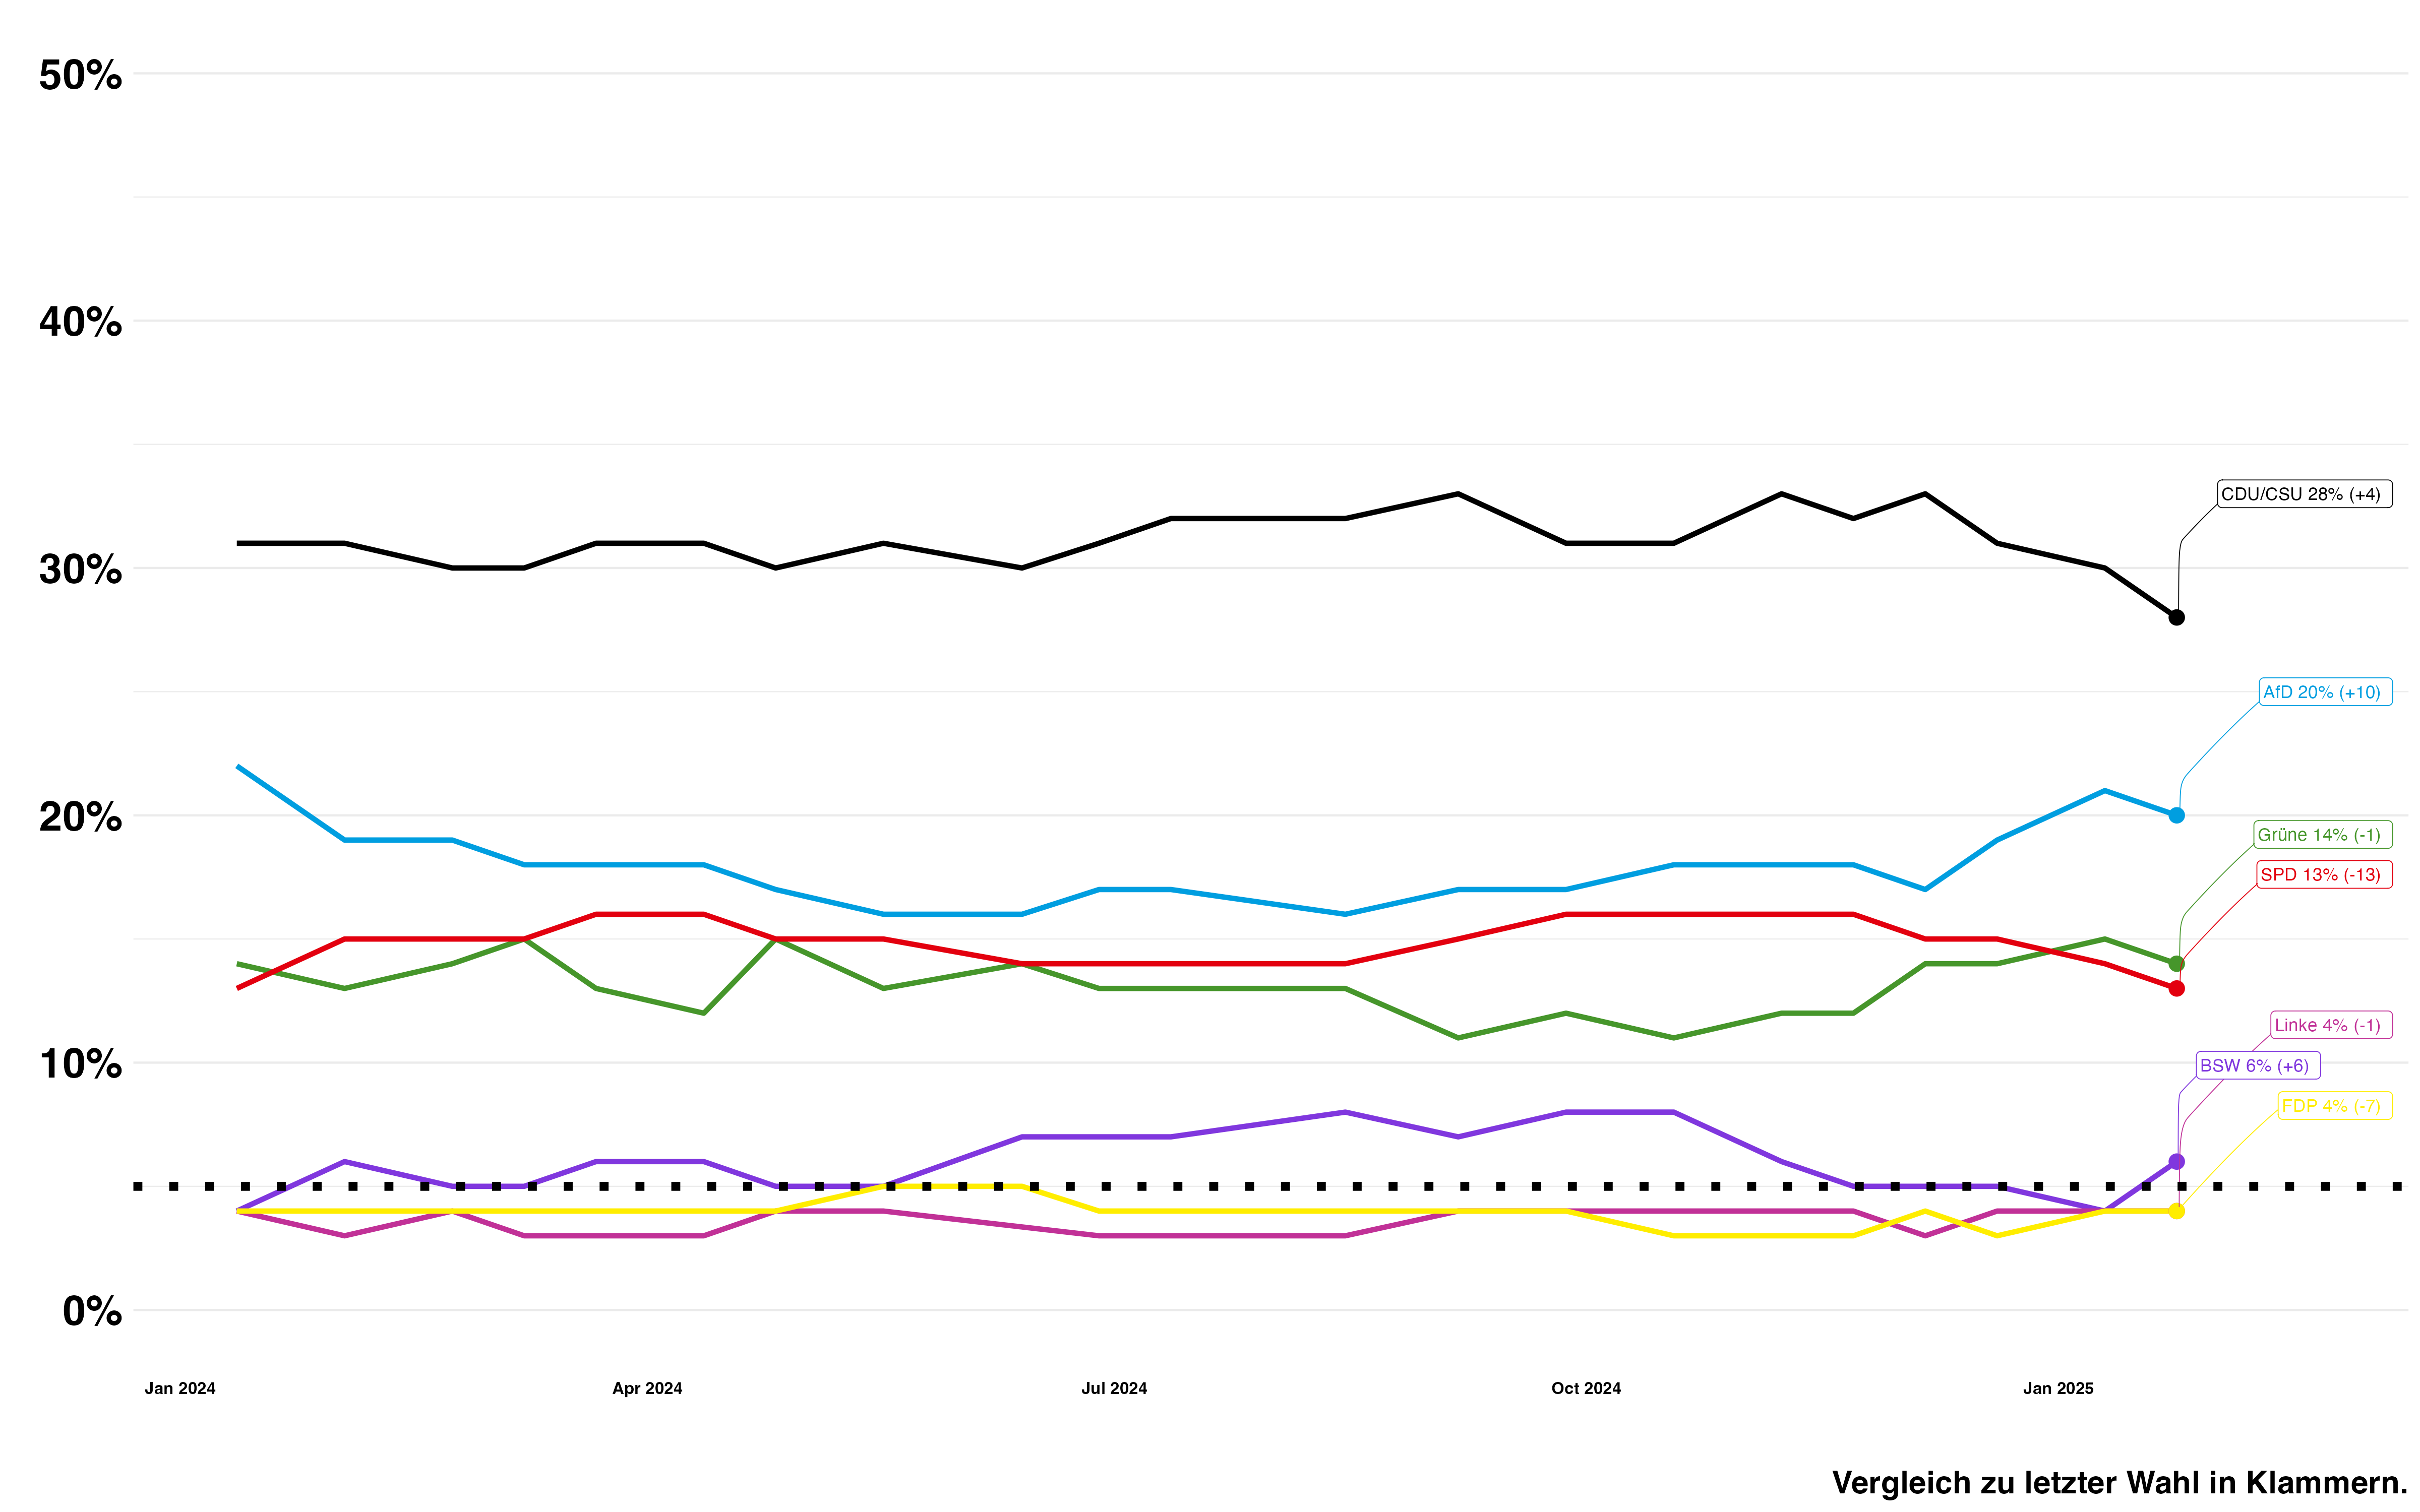 50%
40%
30%
20%
10%
0%
CDU/CSU 28% (+4)
AfD 20% (+10)
Grüne 14% (-1)
SPD 13% (-13)
Linke 4% (-1)
BSW 6% (+6)
FDP 4% (-7)
Jan 2024 Apr 2024 Jul 2024 Oct 2024 Jan 2025
Vergleich zu letzter Wahl in Klammern.